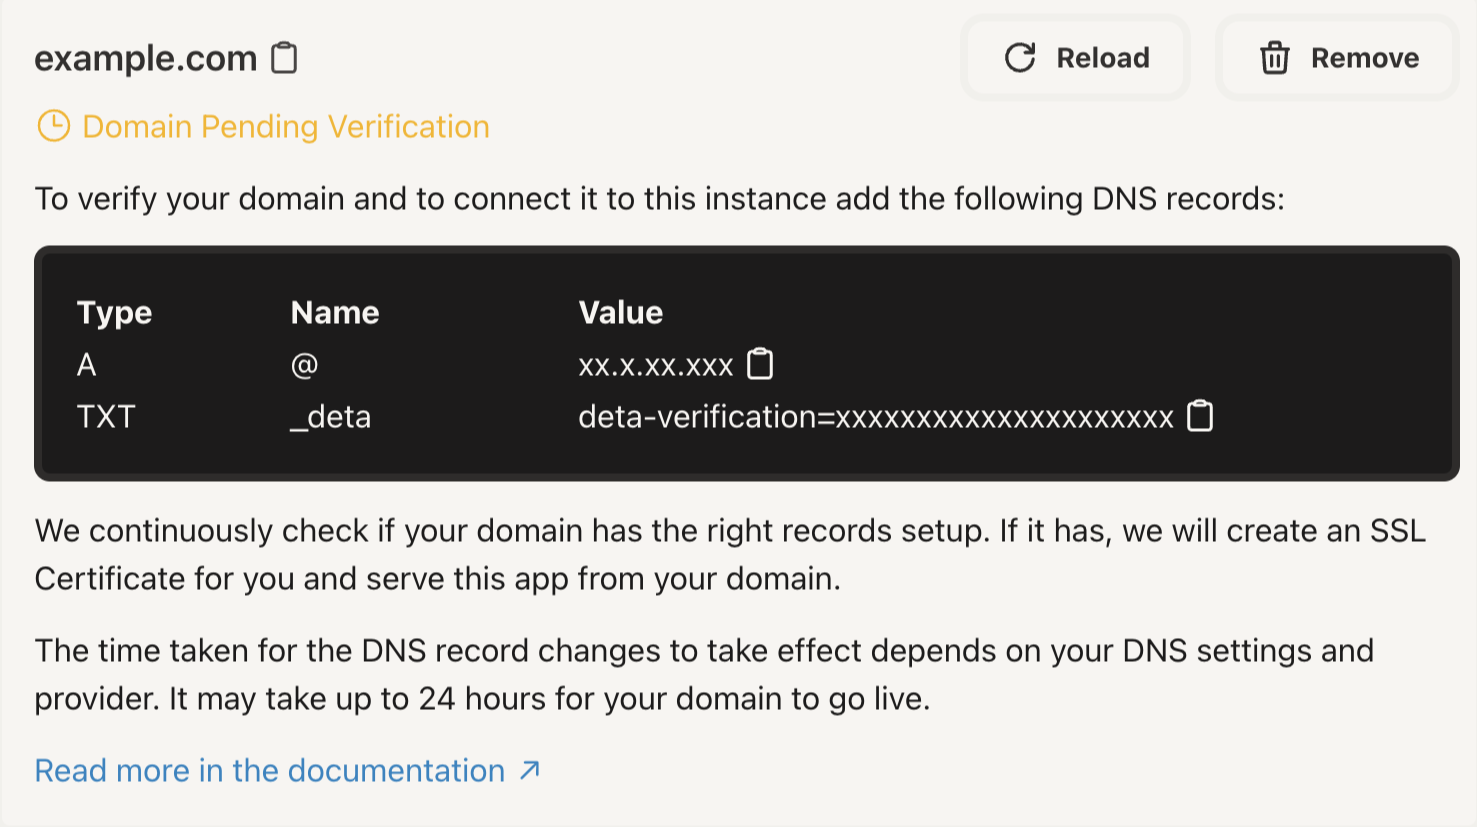 example.com
Reload
Remove
Domain Pending Verification
To verify your domain and to connect it to this instance add the following DNS records:
Type Name Value
A @ xx.x.xx.xxx
TXT _deta deta-verification=xxxxxxxxxxxxxxxxxxxxx
We continuously check if your domain has the right records setup. If it has, we will create an SSL
Certificate for you and serve this app from your domain.
The time taken for the DNS record changes to take effect depends on your DNS settings and
provider. It may take up to 24 hours for your domain to go live.
Read more in the documentation ↗